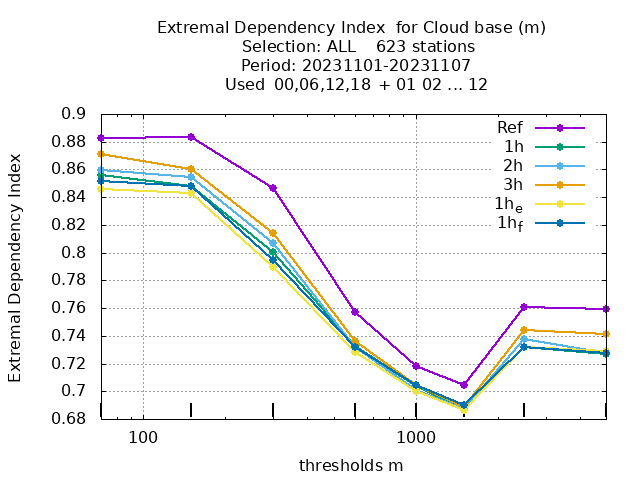 Extremal Dependency Index  for Cloud base (m)
Selection: ALL    623 stations
Period: 20231101-20231107
Used  00,06,12,18  + 01 02 ... 12
Extremal Dependency Index
0.9
0.88
0.86
0.84
0.82
0.8
0.78
0.76
0.74
0.72
0.7
0.68
Ref
1h
2h
3h
1h_e
1h_f
100
1000
thresholds m